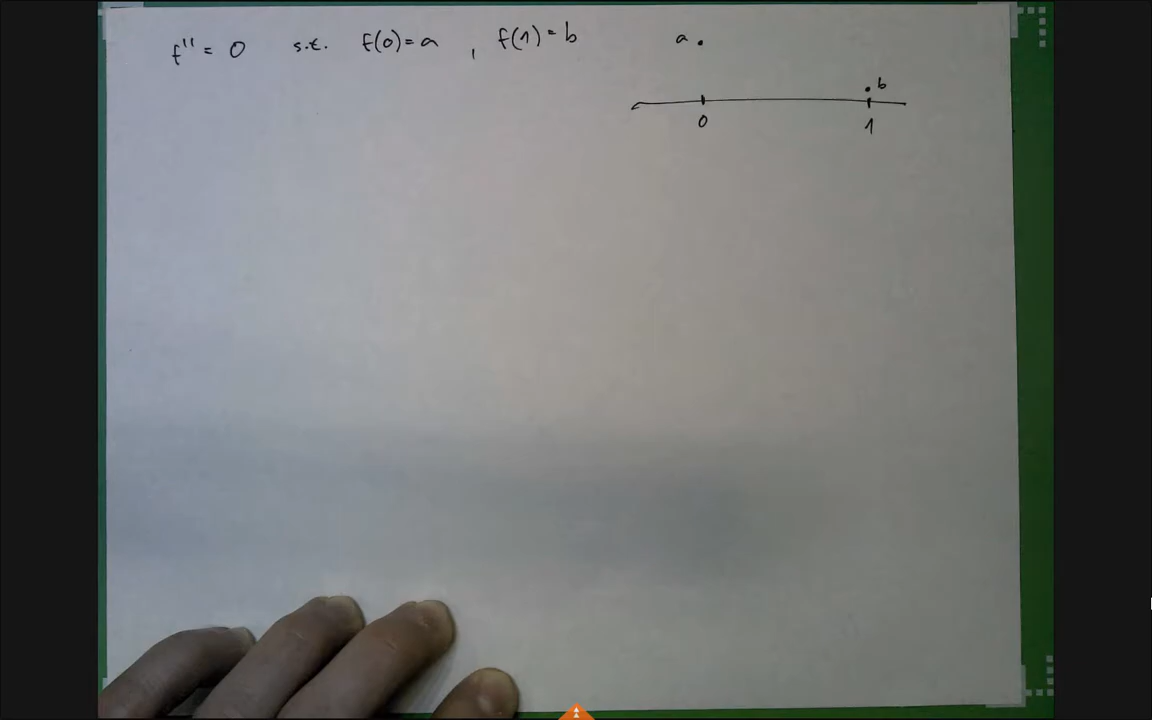 f'' = 0 s.t. f(0) = a , f(1) = b
a
b
0 1